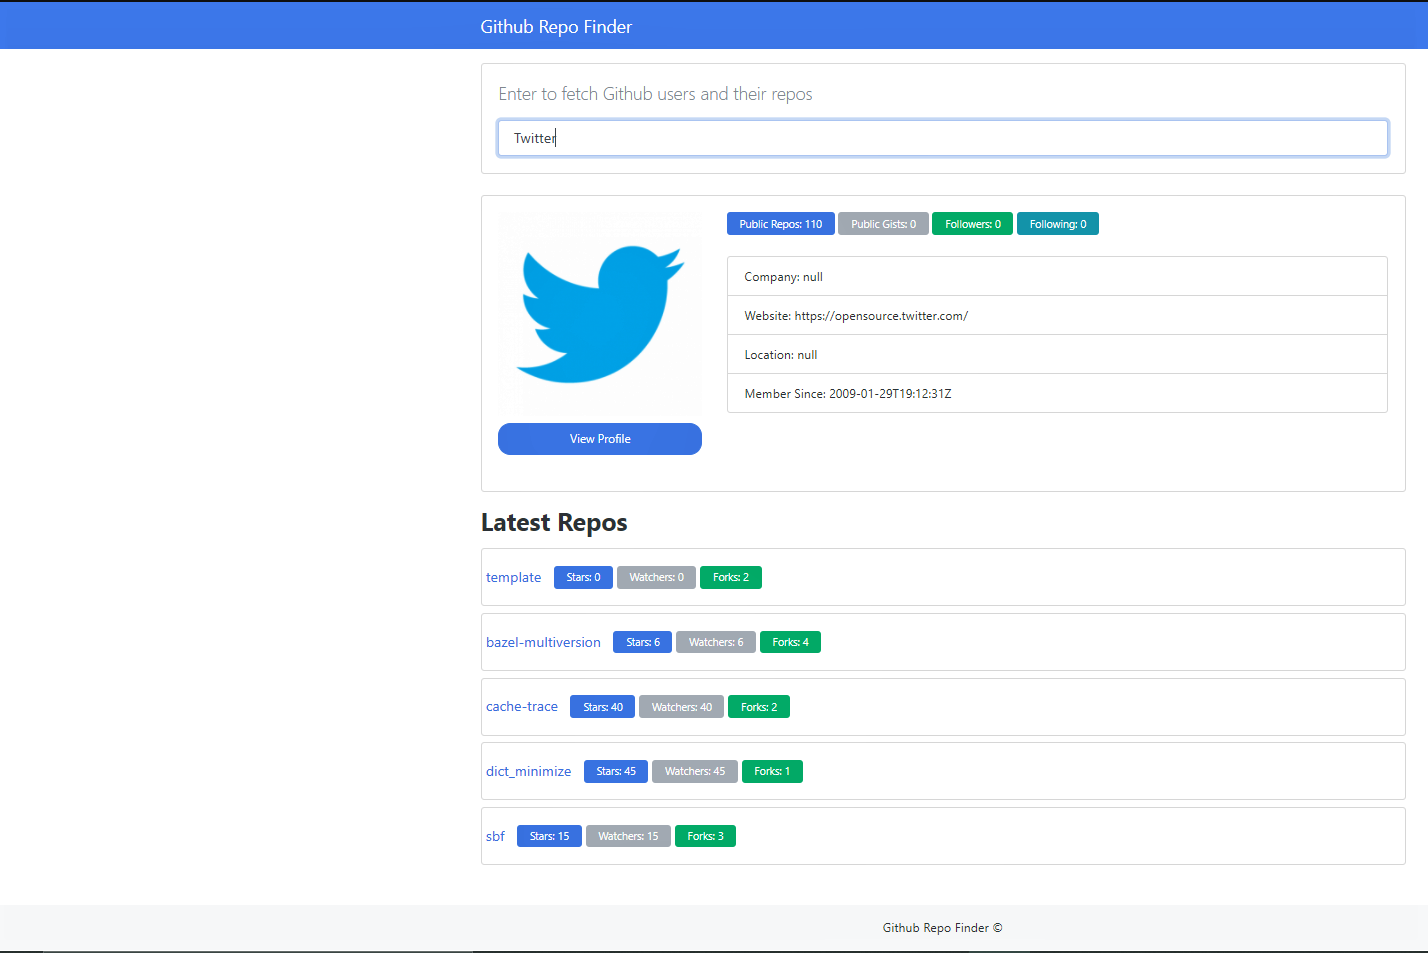 Github Repo Finder
Enter to fetch Github users and their repos
Twitter
Public Repos: 110 Public Gists: 0 Followers: 0 Following: 0
Company: null
Website: https://opensource.twitter.com/
Location: null
Member Since: 2009-01-29T19:12:31Z
View Profile
Latest Repos
template Stars: 0 Watchers: 0 Forks: 2
bazel-multiversion Stars: 6 Watchers: 6 Forks: 4
cache-trace Stars: 40 Watchers: 40 Forks: 2
dict_minimize Stars: 45 Watchers: 45 Forks: 1
sbf Stars: 15 Watchers: 15 Forks: 3
Github Repo Finder ©